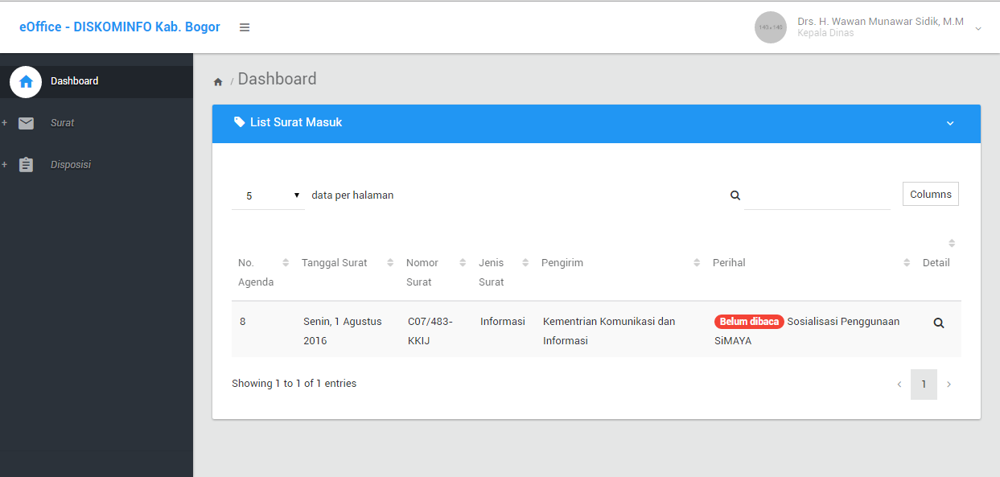 eOffice - DISKOMINFO Kab. Bogor
140x140
Drs. H. Wawan Munawar Sidik, M.M
Kepala Dinas
Dashboard
+ Surat
+ Disposisi
/ Dashboard
List Surat Masuk
5 data per halaman
Columns
No. Agenda
Tanggal Surat
Nomor Surat
Jenis Surat
Pengirim
Perihal
Detail
8
Senin, 1 Agustus
2016
C07/483-
KKIJ
Informasi
Kementrian Komunikasi dan
Informasi
Belum dibaca Sosialisasi Penggunaan
SiMAYA
Showing 1 to 1 of 1 entries
‹ 1 ›